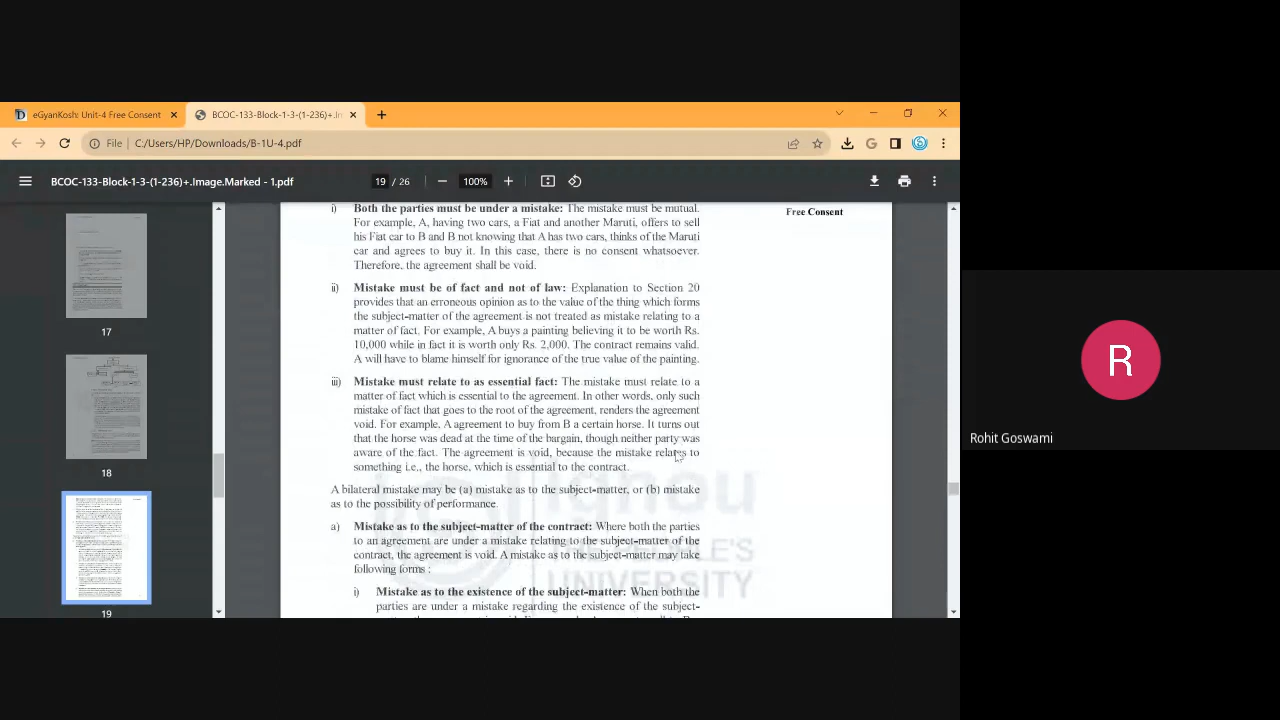 eGyanKosh: Unit-4 Free Consent
BCOC-133-Block-1-3-(1-236)+.In
File
C:/Users/HP/Downloads/B-1U-4.pdf
BCOC-133-Block-1-3-(1-236)+.Image.Marked - 1.pdf
19 / 26
100%
17
18
19
Free Consent
i) Both the parties must be under a mistake: The mistake must be mutual.
For example, A, having two cars, a Fiat and another Maruti, offers to sell
his Fiat car to B and B not knowing that A has two cars, thinks of the Maruti
car and agrees to buy it. In this case, there is no consent whatsoever.
Therefore, the agreement shall be void.
ii) Mistake must be of fact and not of law: Explanation to Section 20
provides that an erroneous opinion as to the value of the thing which forms
the subject-matter of the agreement is not treated as mistake relating to a
matter of fact. For example, A buys a painting believing it to be worth Rs.
10,000 while in fact it is worth only Rs. 2,000. The contract remains valid.
A will have to blame himself for ignorance of the true value of the painting.
iii) Mistake must relate to as essential fact: The mistake must relate to a
matter of fact which is essential to the agreement. In other words, only such
mistake of fact that goes to the root of the agreement, renders the agreement
void. For example, A agreement to buy from B a certain horse. It turns out
that the horse was dead at the time of the bargain, though neither party was
aware of the fact. The agreement is void, because the mistake relates to
something i.e., the horse, which is essential to the contract.
A bilateral mistake may be (a) mistake as to the subject-matter, or (b) mistake
as to the possibility of performance.
a) Mistake as to the subject-matter of the contract: Where both the parties
to an agreement are under a mistake relating to the subject-matter of the
contract, the agreement is void. A mistake as to the subject-matter may take
following forms :
i) Mistake as to the existence of the subject-matter: When both the
parties are under a mistake regarding the existence of the subject-
ignou
THE PEOPLE'S
UNIVERSITY
R
Rohit Goswami